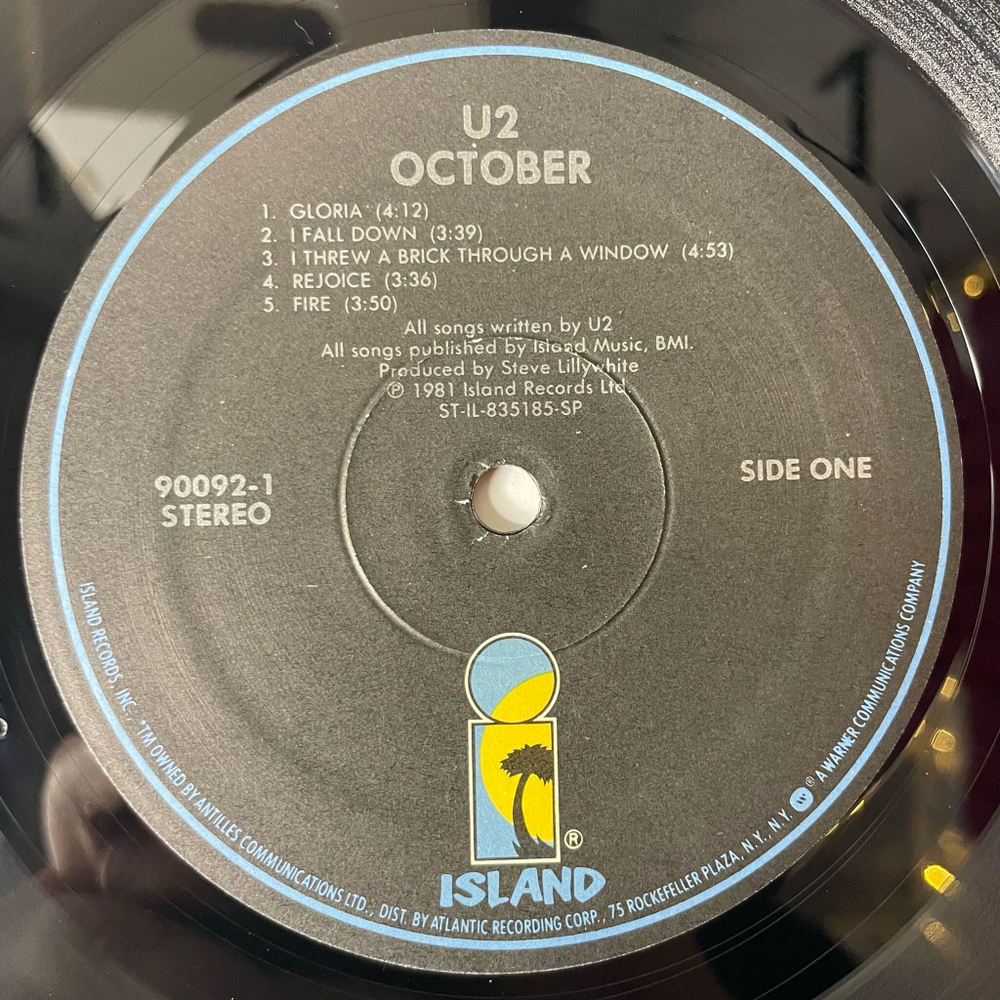 U2
OCTOBER
1. GLORIA (4:12)
2. I FALL DOWN (3:39)
3. I THREW A BRICK THROUGH A WINDOW (4:53)
4. REJOICE (3:36)
5. FIRE (3:50)
All songs written by U2
All songs published by Island Music, BMI.
Produced by Steve Lillywhite
℗ 1981 Island Records Ltd.
ST-IL-835185-SP
90092-1
STEREO
SIDE ONE
®
ISLAND
ISLAND RECORDS, INC., *TM OWNED BY ANTILLES COMMUNICATIONS LTD., DIST. BY ATLANTIC RECORDING CORP., 75 ROCKEFELLER PLAZA, N.Y., N.Y. ® A WARNER COMMUNICATIONS COMPANY